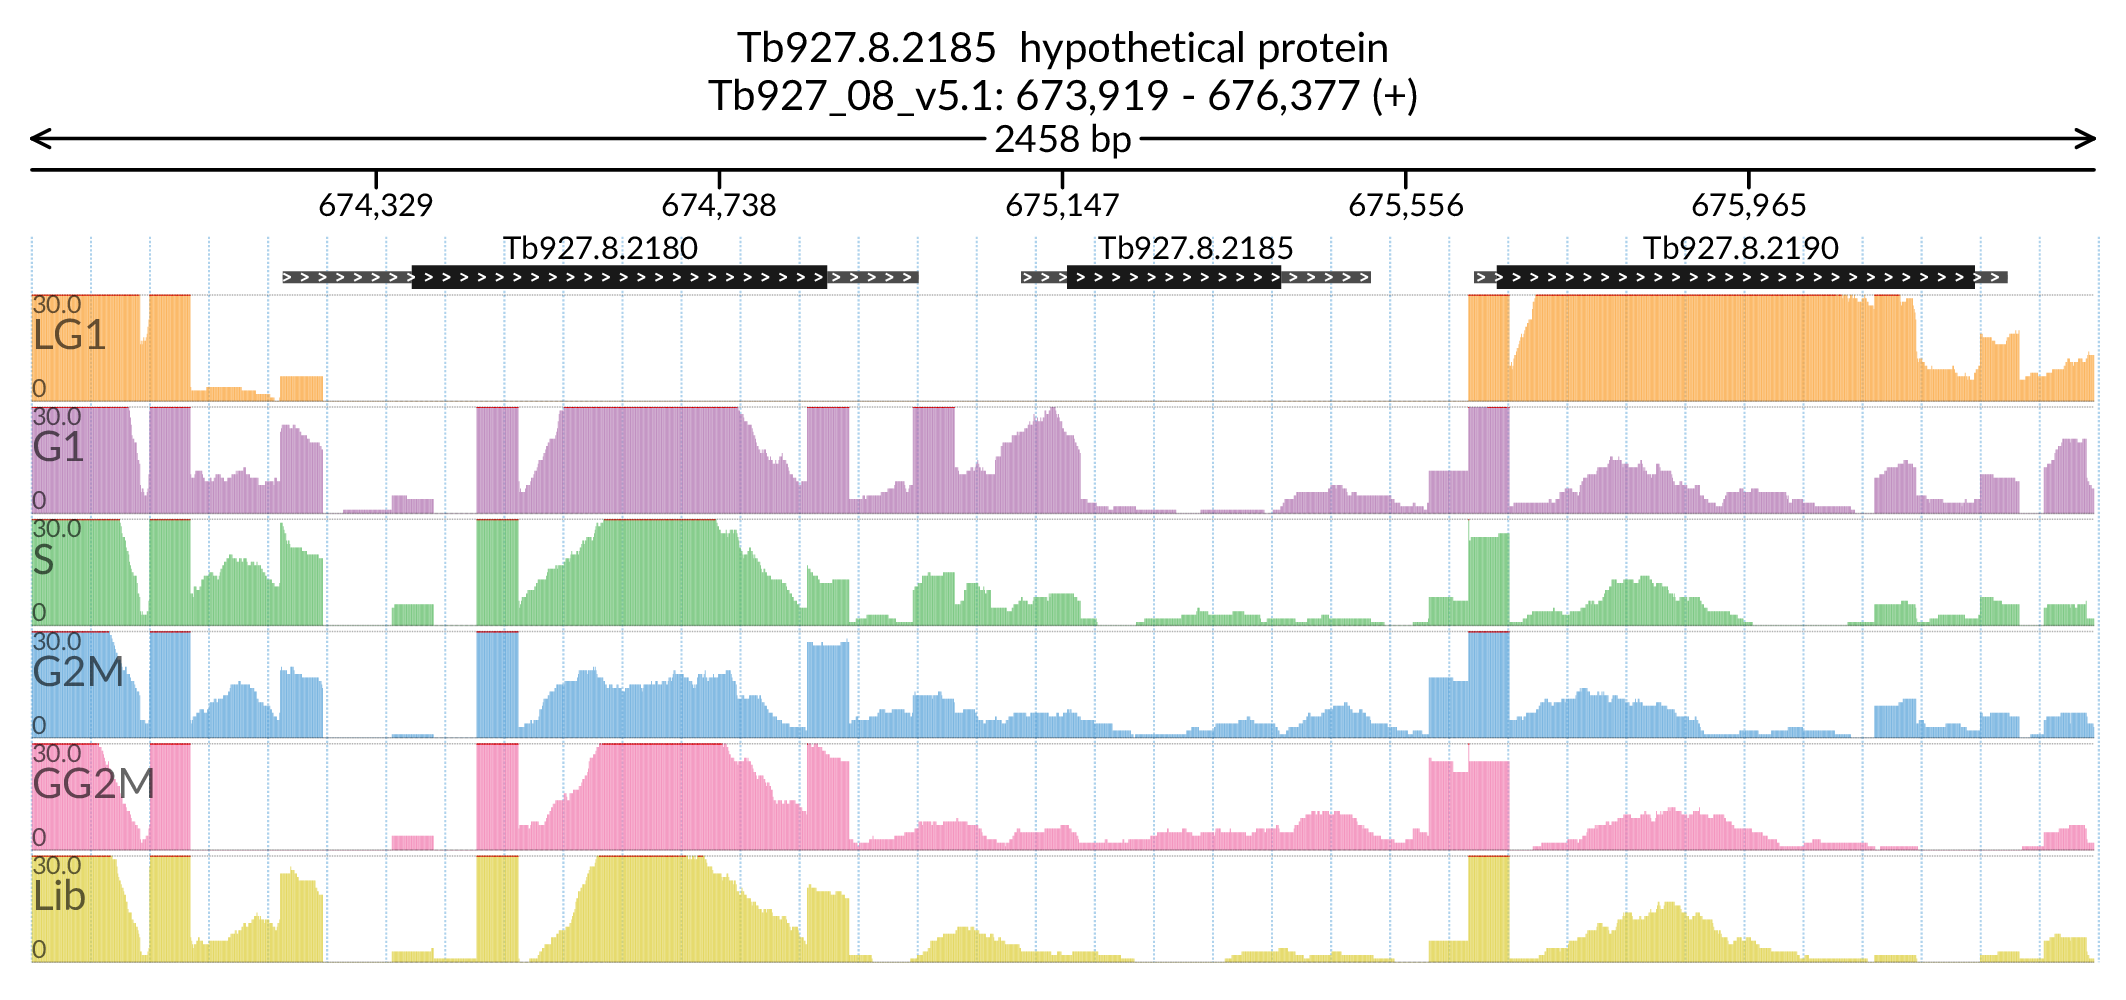 Tb927.8.2185 hypothetical protein
Tb927_08_v5.1: 673,919 - 676,377 (+)
2458 bp
674,329 674,738 675,147 675,556 675,965
Tb927.8.2180 Tb927.8.2185 Tb927.8.2190
30.0
LG1
0
30.0
G1
0
30.0
S
0
30.0
G2M
0
30.0
GG2M
0
30.0
Lib
0